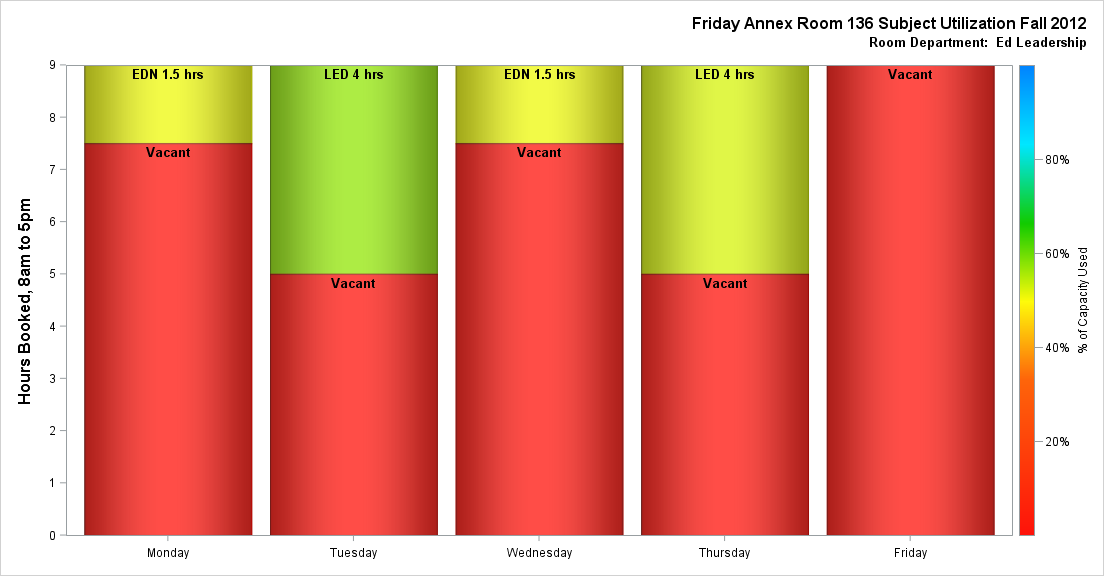 Friday Annex Room 136 Subject Utilization Fall 2012
Room Department:  Ed Leadership
Hours Booked, 8am to 5pm
9
8
7
6
5
4
3
2
1
0
EDN 1.5 hrs
Vacant
LED 4 hrs
Vacant
EDN 1.5 hrs
Vacant
LED 4 hrs
Vacant
Vacant
Monday
Tuesday
Wednesday
Thursday
Friday
80%
60%
40%
20%
% of Capacity Used